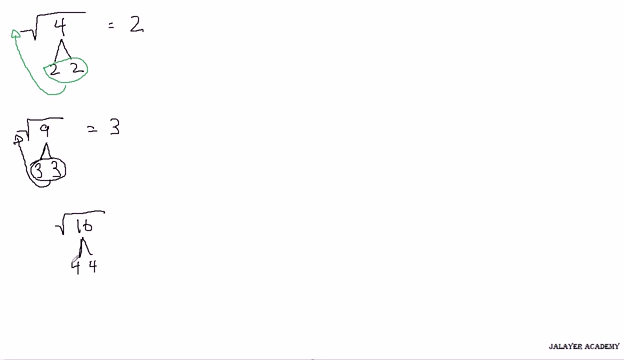 √4 = 2
2 2
√9 = 3
3 3
√16
4 4
JALAYER ACADEMY